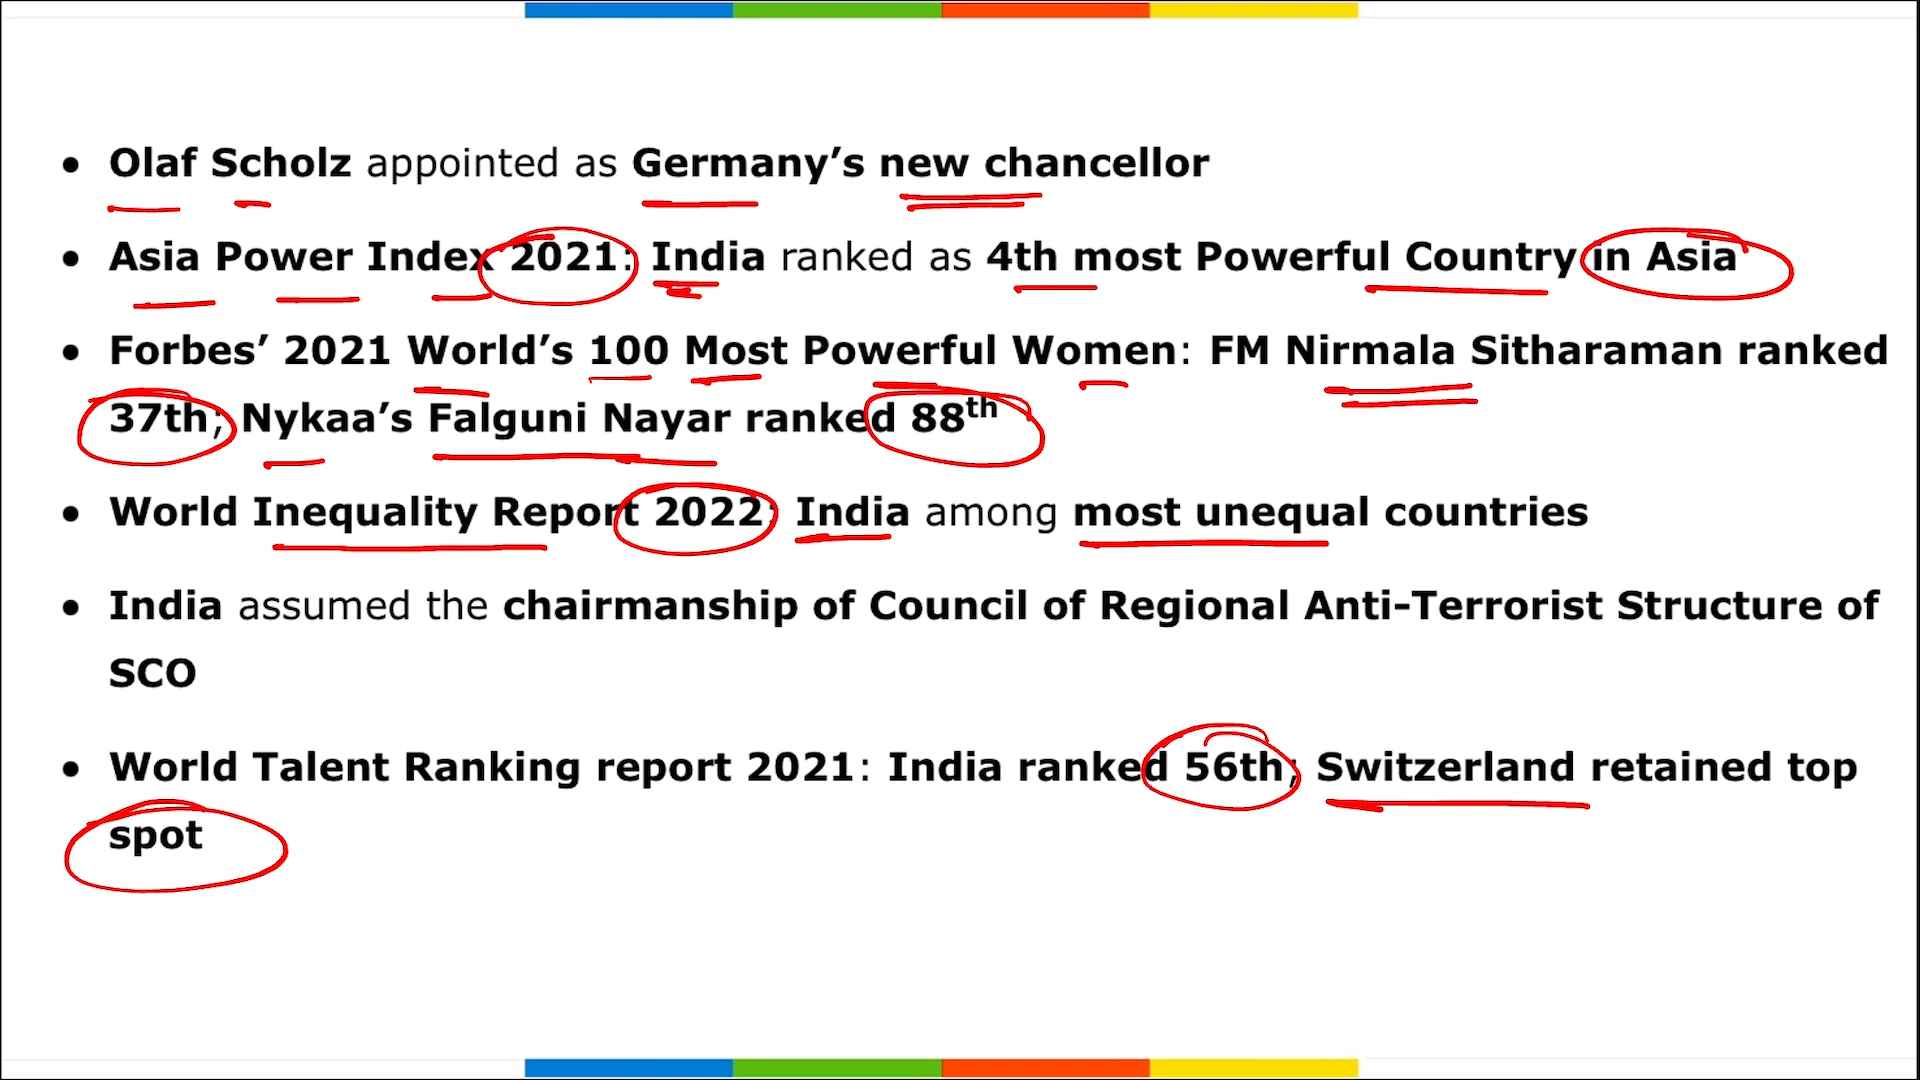 • Olaf Scholz appointed as Germany’s new chancellor
• Asia Power Index 2021: India ranked as 4th most Powerful Country in Asia
• Forbes’ 2021 World’s 100 Most Powerful Women: FM Nirmala Sitharaman ranked
37th; Nykaa’s Falguni Nayar ranked 88th
• World Inequality Report 2022: India among most unequal countries
• India assumed the chairmanship of Council of Regional Anti-Terrorist Structure of
SCO
• World Talent Ranking report 2021: India ranked 56th; Switzerland retained top
spot